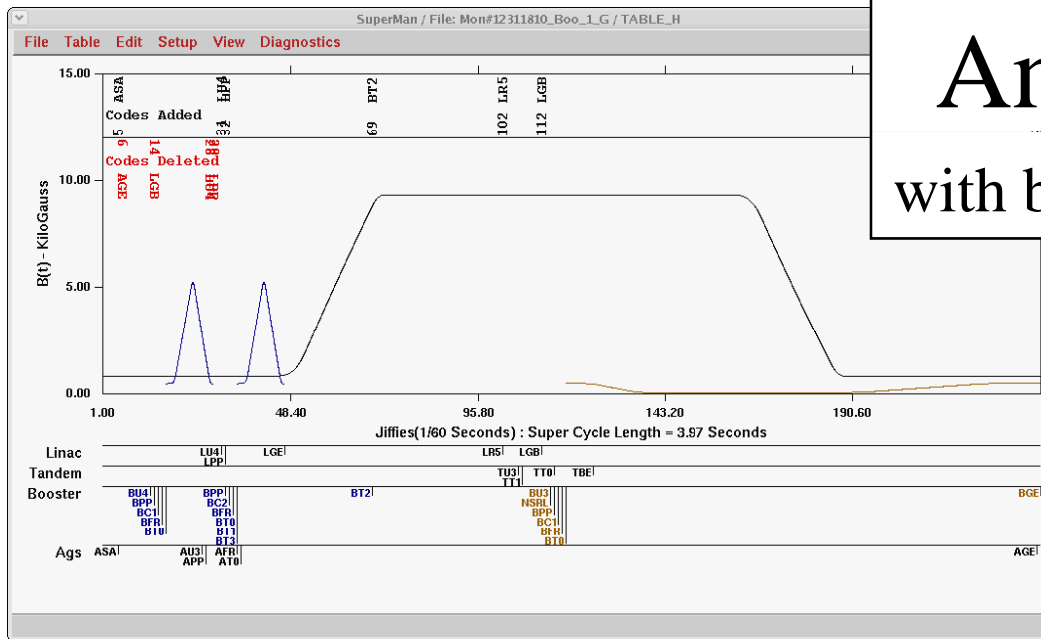 SuperMan / File: Mon#12311810_Boo_1_G / TABLE_H
File Table Edit Setup View Diagnostics
Ar
with b
15.00
ASA
BPP
BT2
LR5
LGB
Codes Added
5
32
69
102
112
6
14
Codes Deleted
AGE
LGB
10.00
B(t) - KiloGauss
5.00
0.00
1.00 48.40 95.80 143.20 190.60
Jiffies(1/60 Seconds) : Super Cycle Length = 3.97 Seconds
Linac LU4 LGE LR5 LGB
LPP
Tandem TU3 TT0 TBE
TT1
Booster BU4 BPP BT2 BU3 BGE
BPP BC2 NSRL
BC1 BFR BPP
BFR BT0 BC1
BT0 BT1 BFR
BT3 BT0
Ags ASA AU3 AFR AGE
APP AT0